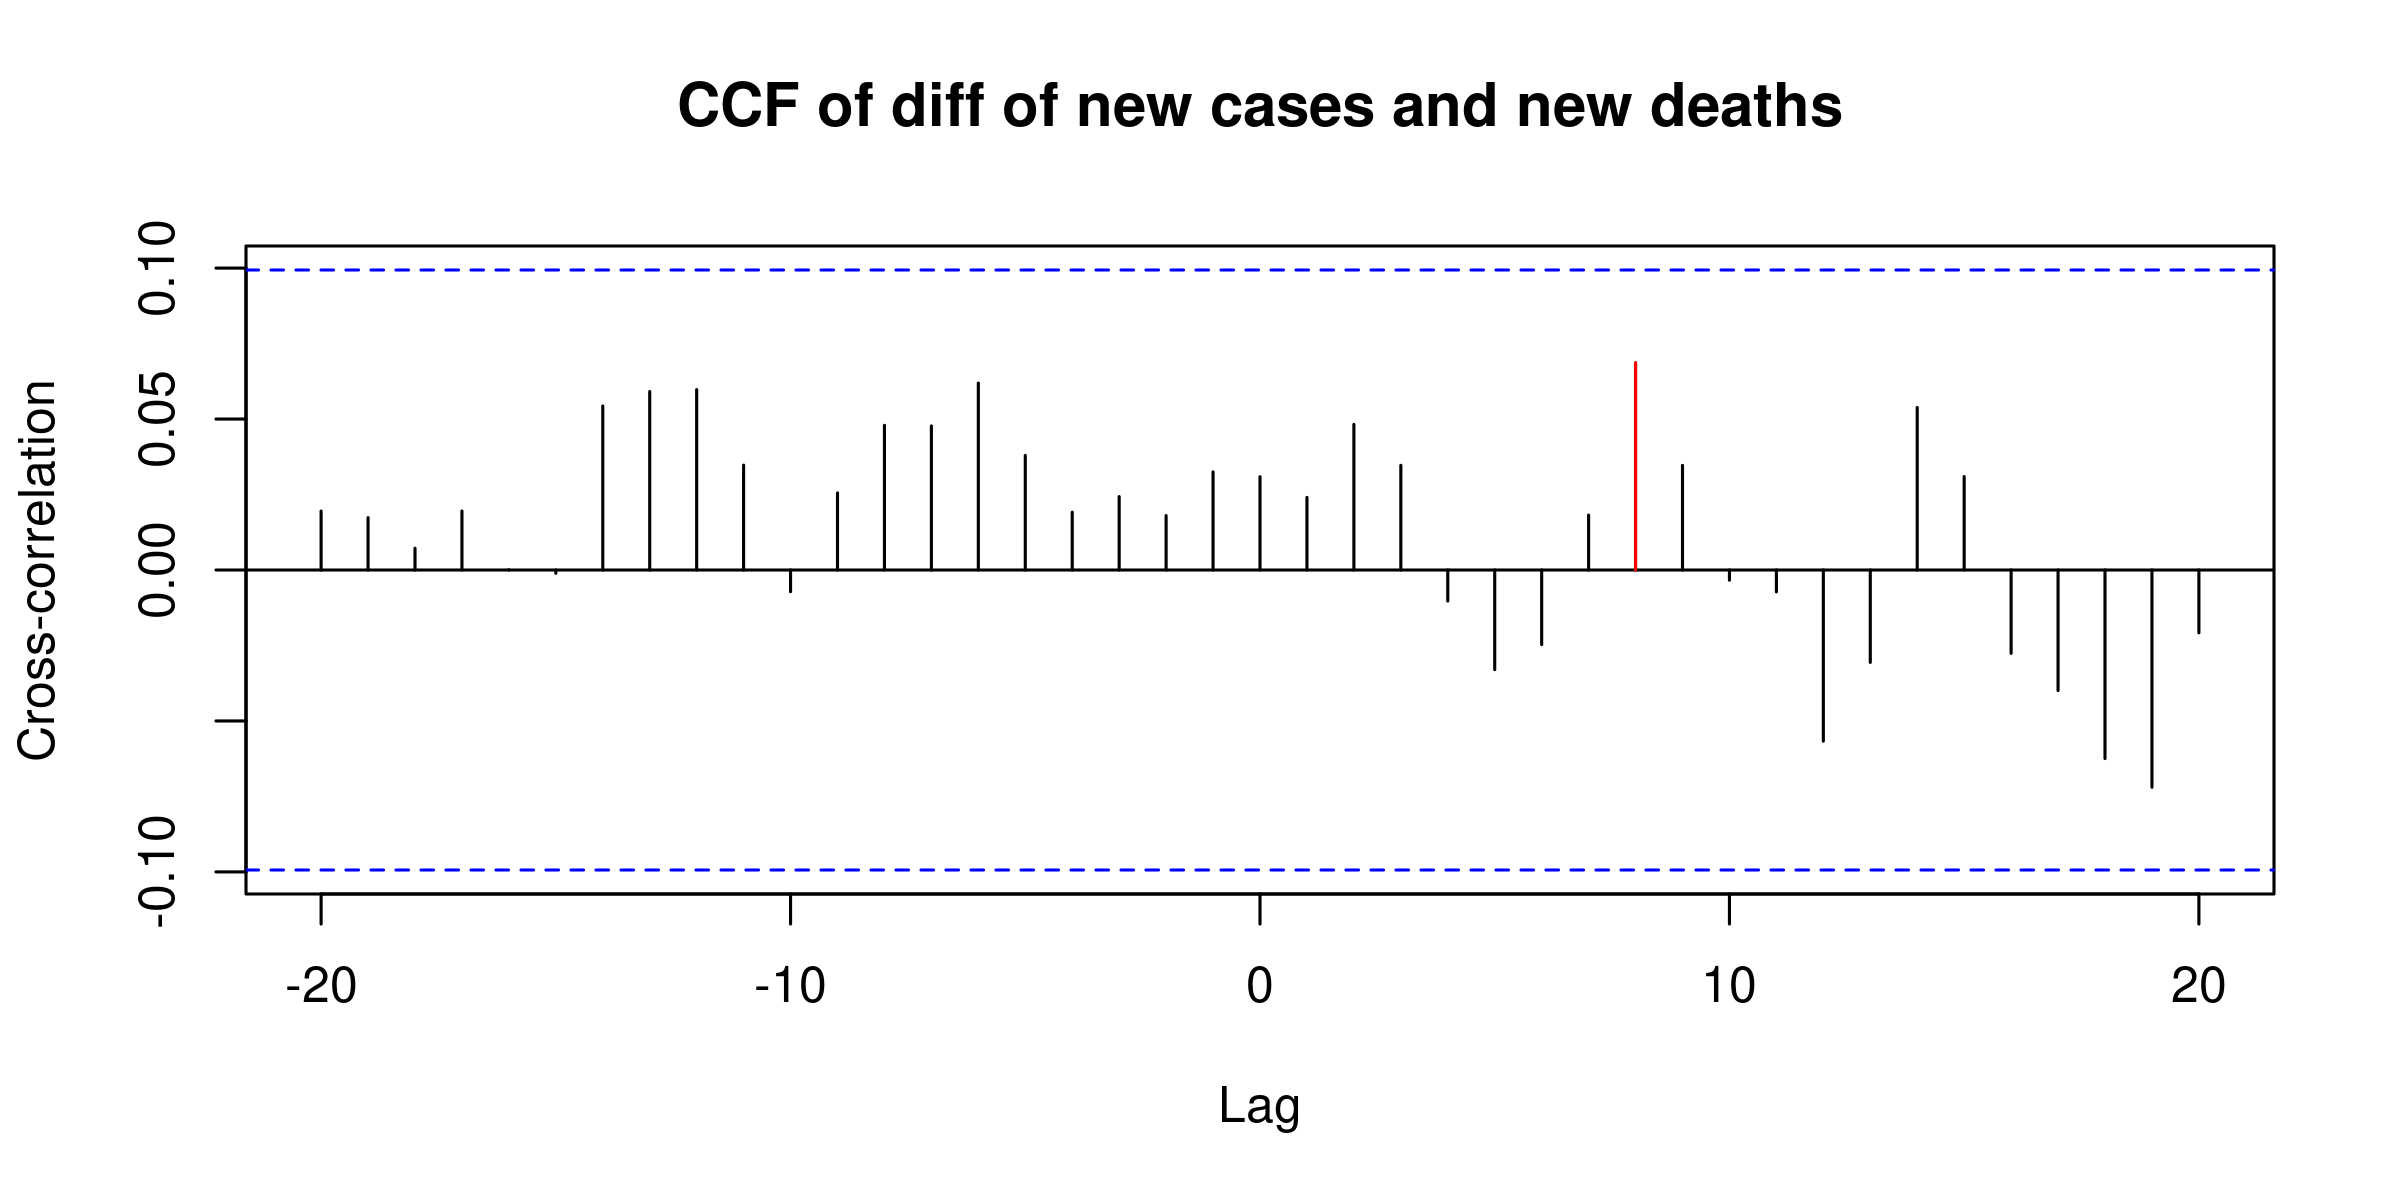 CCF of diff of new cases and new deaths
Cross-correlation
0.10
0.05
0.00
-0.10
-20 -10 0 10 20
Lag